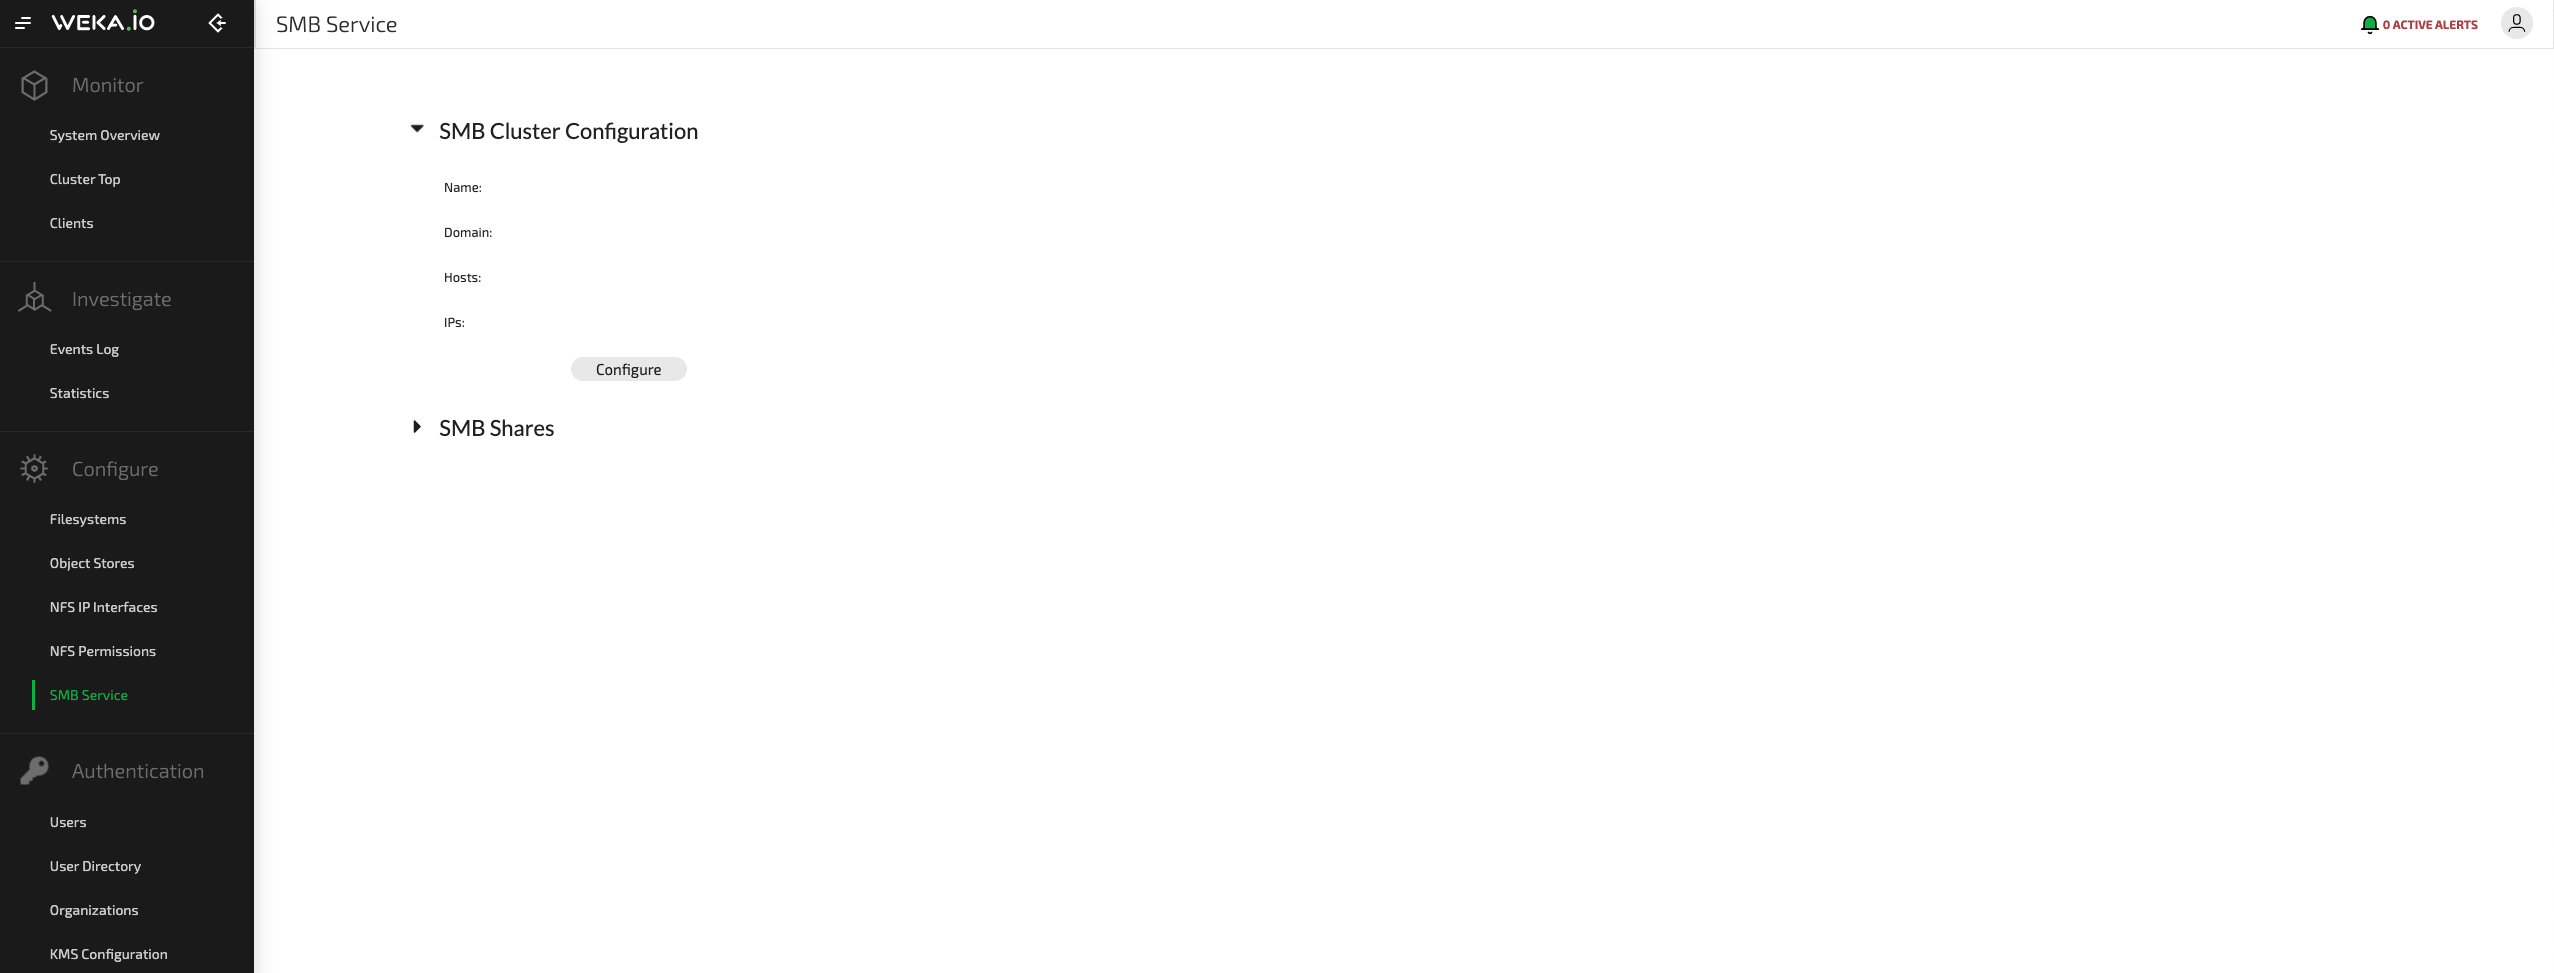 WEKA.iO
Monitor
System Overview
Cluster Top
Clients
Investigate
Events Log
Statistics
Configure
Filesystems
Object Stores
NFS IP Interfaces
NFS Permissions
SMB Service
Authentication
Users
User Directory
Organizations
KMS Configuration
SMB Service
0 ACTIVE ALERTS
SMB Cluster Configuration
Name:
Domain:
Hosts:
IPs:
Configure
SMB Shares